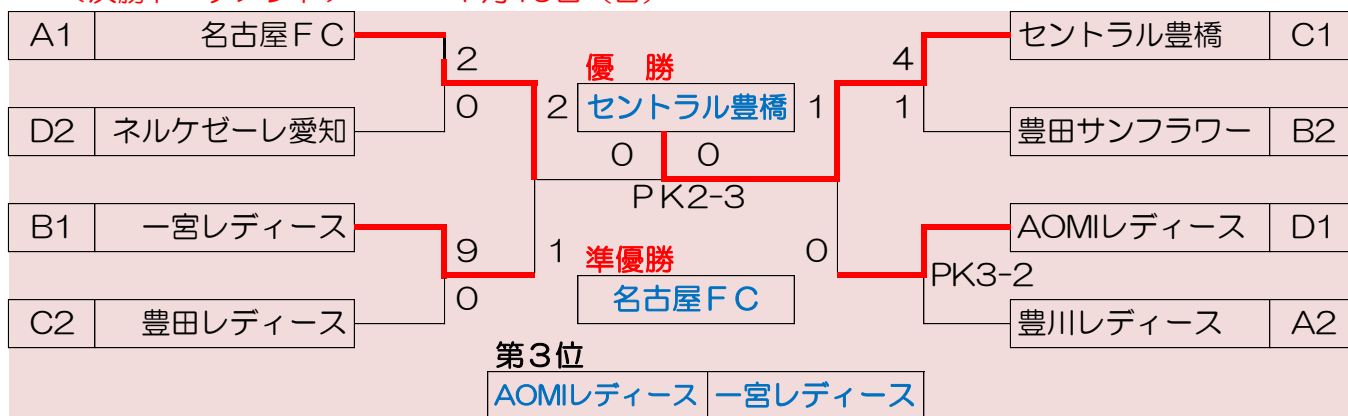 A1 名古屋FC
2
0
D2 ネルケゼーレ愛知
B1 一宮レディース
9
0
C2 豊田レディース
優 勝
2 セントラル豊橋 1
0 0
PK2-3
1 準優勝 0
名古屋FC
第3位
AOMIレディース 一宮レディース
セントラル豊橋 C1
4
1
豊田サンフラワー B2
AOMIレディース D1
PK3-2
豊川レディース A2